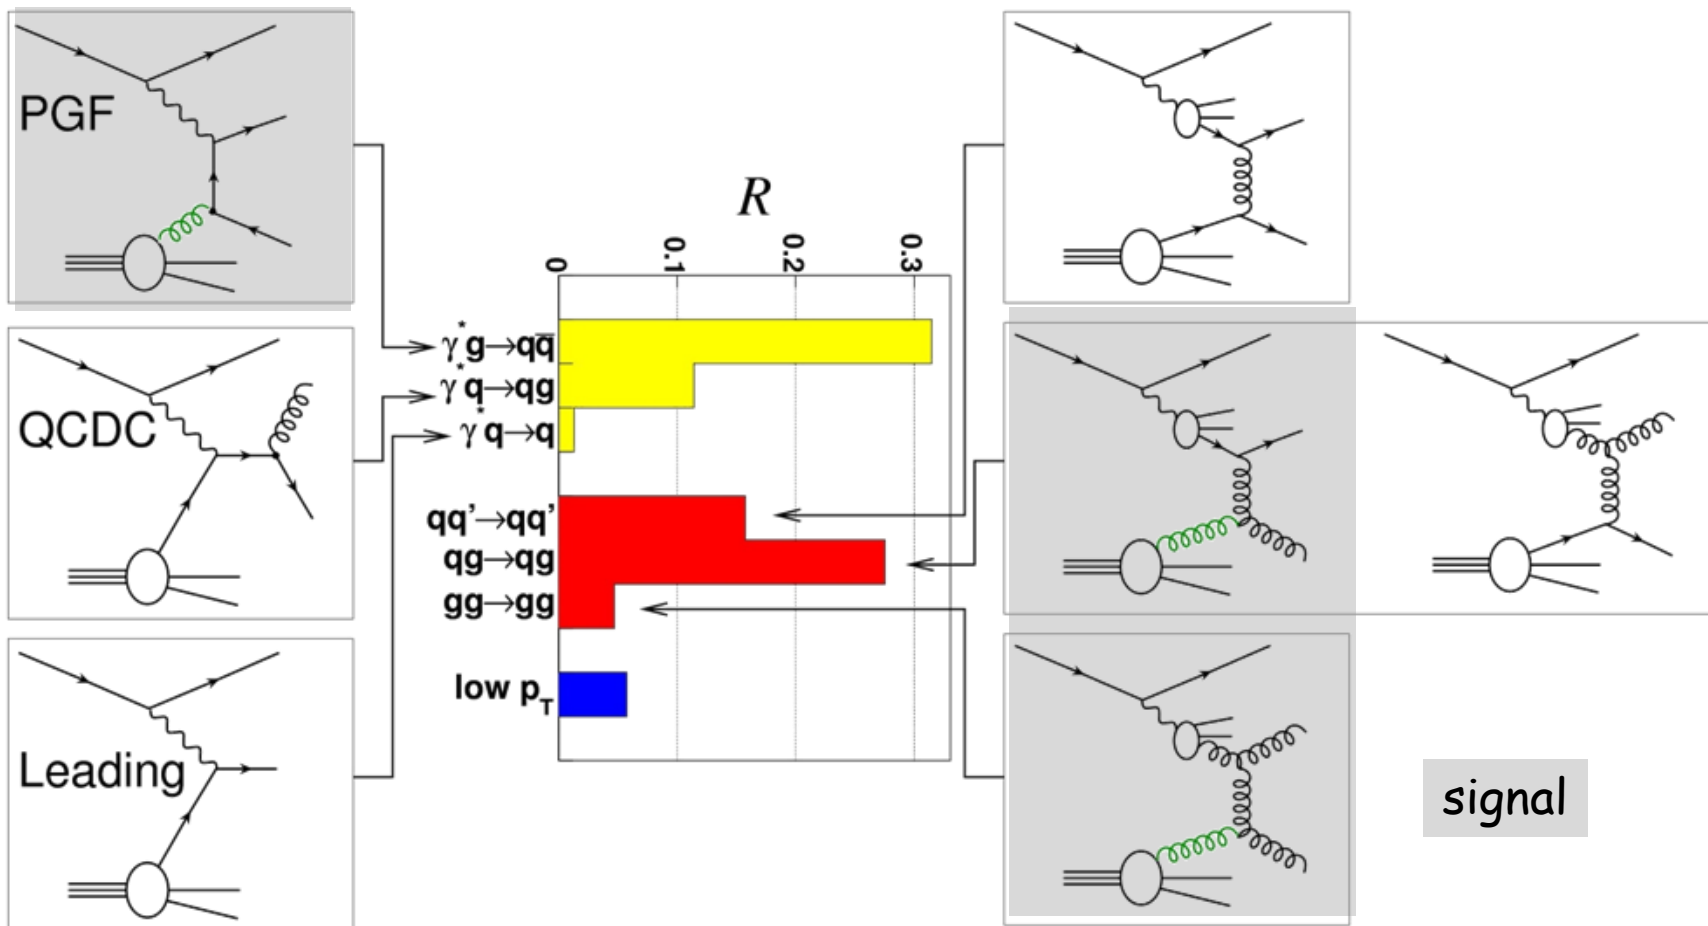 PGF
QCDC
Leading
R
0 0.1 0.2 0.3
γ*g→qq̅
γ*q→qg
γ*q→q
qq'→qq'
qg→qg
gg→gg
low p_T
signal